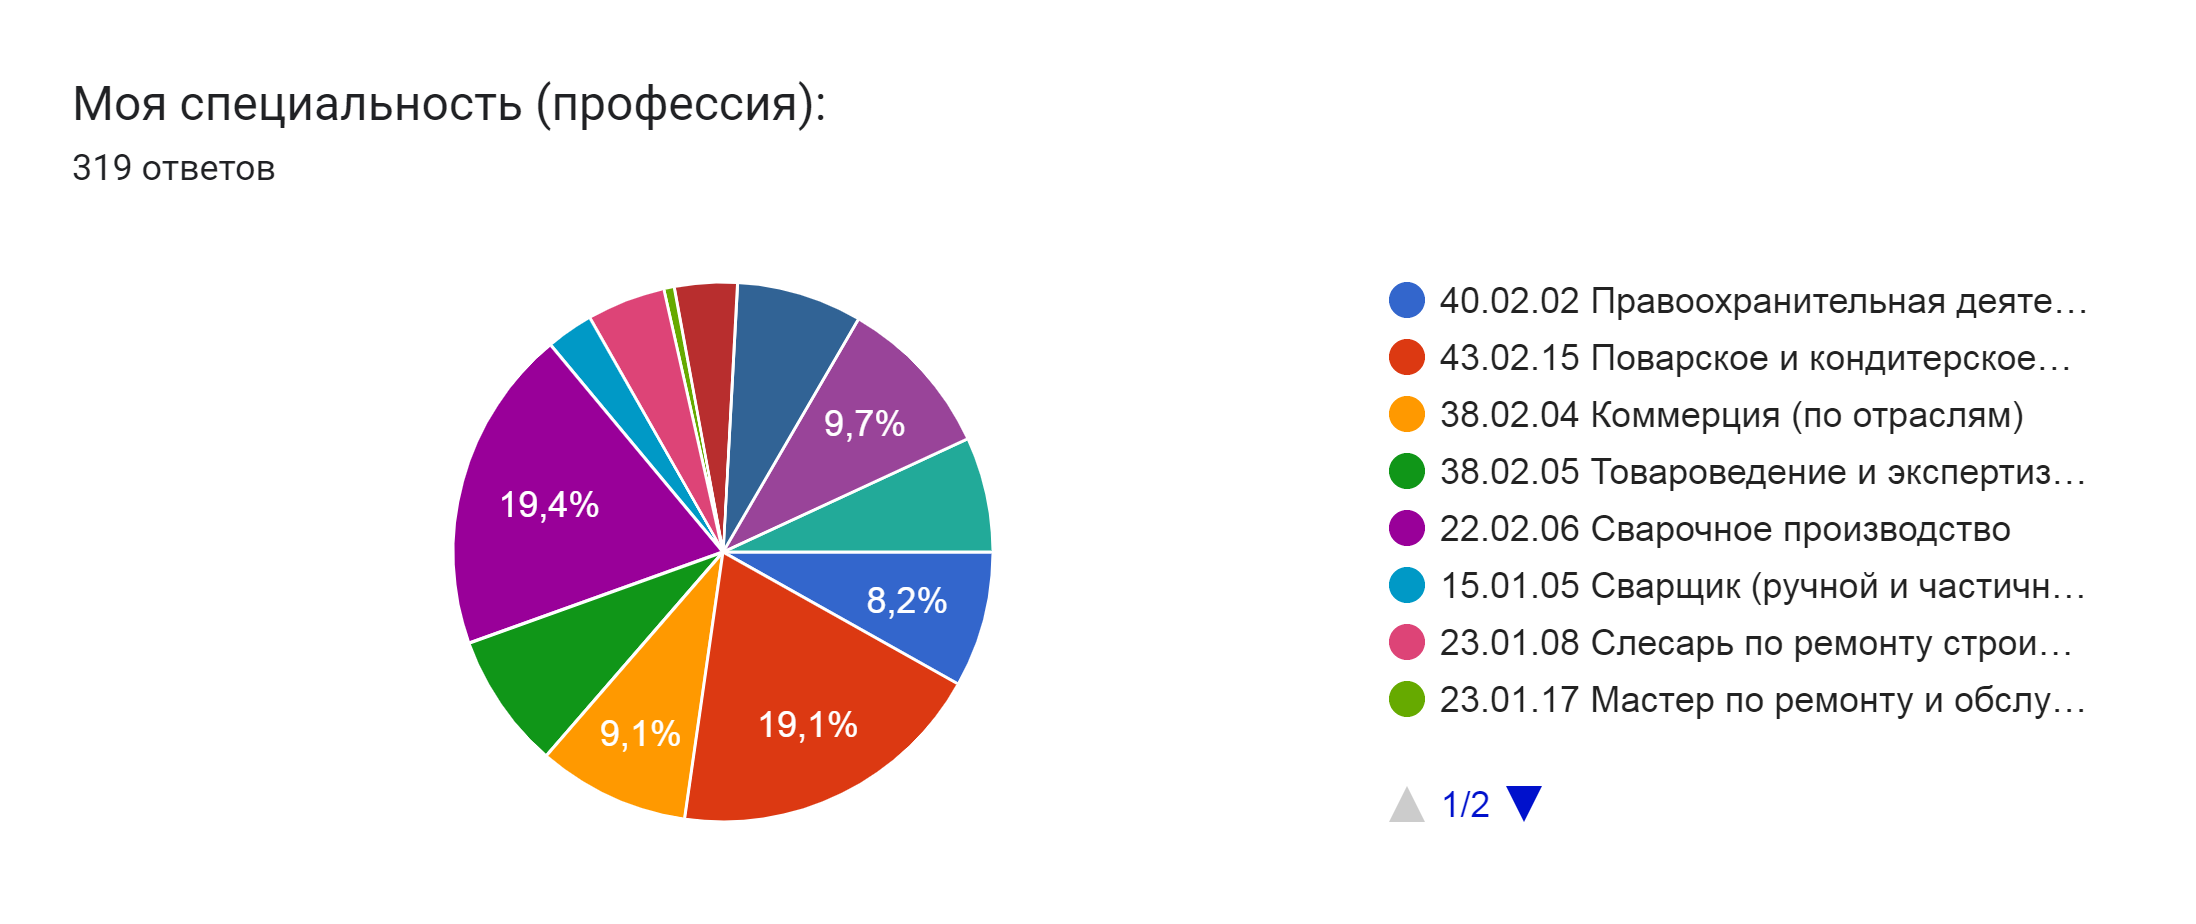 Моя специальность (профессия):
319 ответов
9,7%
19,4%
8,2%
9,1%
19,1%
40.02.02 Правоохранительная деяте…
43.02.15 Поварское и кондитерское…
38.02.04 Коммерция (по отраслям)
38.02.05 Товароведение и экспертиз…
22.02.06 Сварочное производство
15.01.05 Сварщик (ручной и частичн…
23.01.08 Слесарь по ремонту строи…
23.01.17 Мастер по ремонту и обслу…
1/2